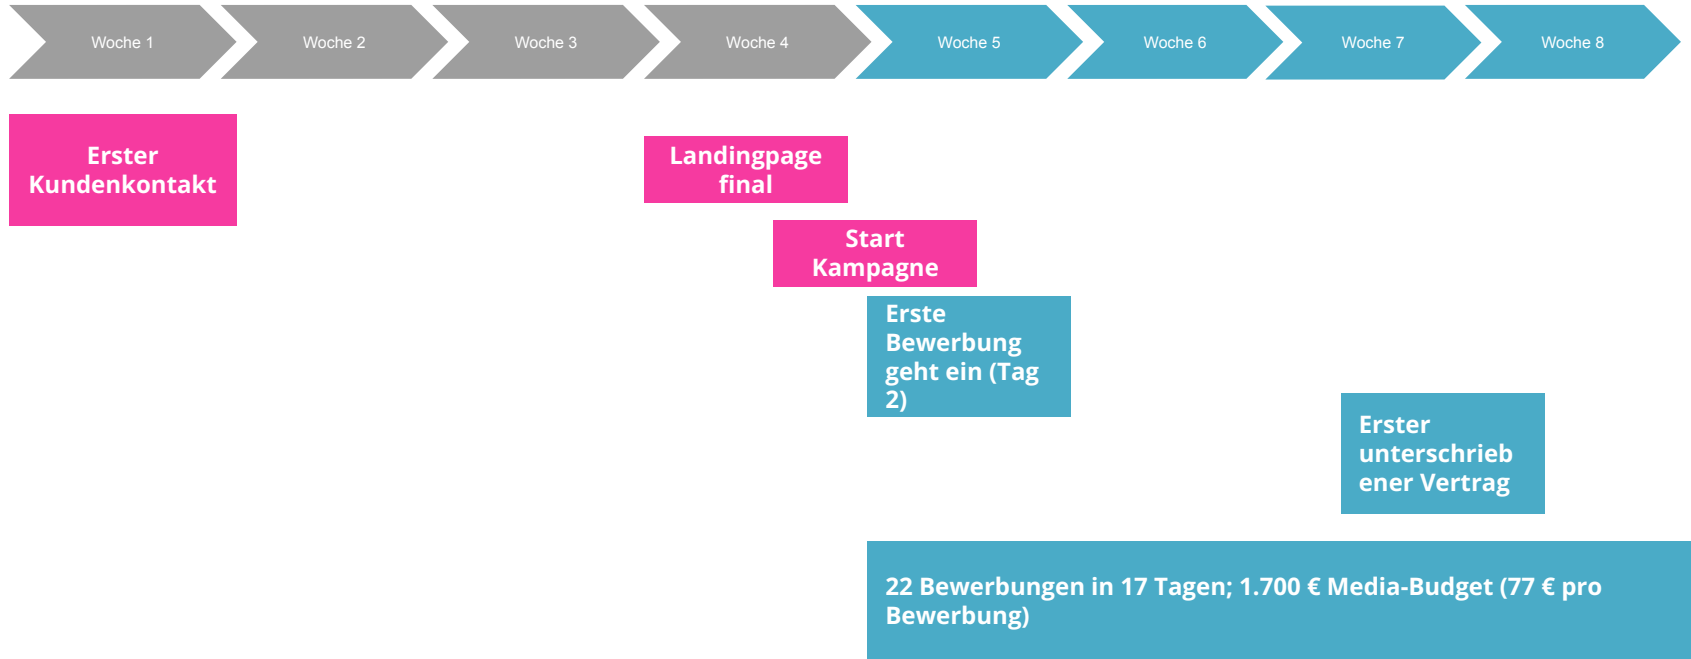 Woche 1
Woche 2
Woche 3
Woche 4
Woche 5
Woche 6
Woche 7
Woche 8
Erster
Kundenkontakt
Landingpage
final
Start
Kampagne
Erste
Bewerbung
geht ein (Tag
2)
Erster
unterschrieb
ener Vertrag
22 Bewerbungen in 17 Tagen; 1.700 € Media-Budget (77 € pro
Bewerbung)